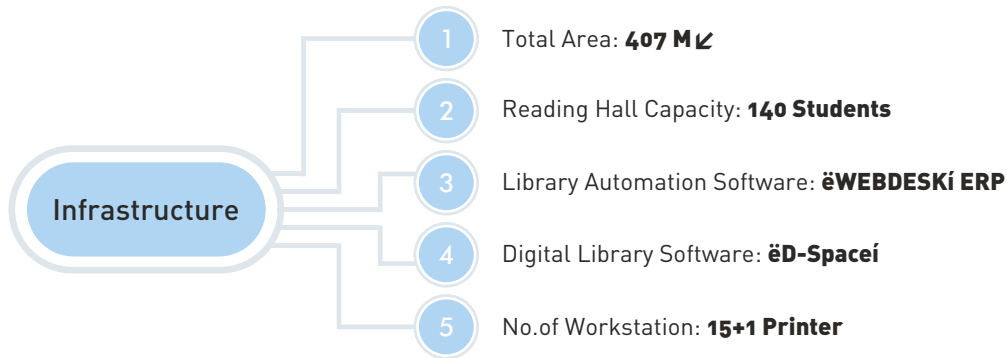 Infrastructure
1
Total Area: 407 M↙
2
Reading Hall Capacity: 140 Students
3
Library Automation Software: ëWEBDESKí ERP
4
Digital Library Software: ëD-Spaceí
5
No.of Workstation: 15+1 Printer